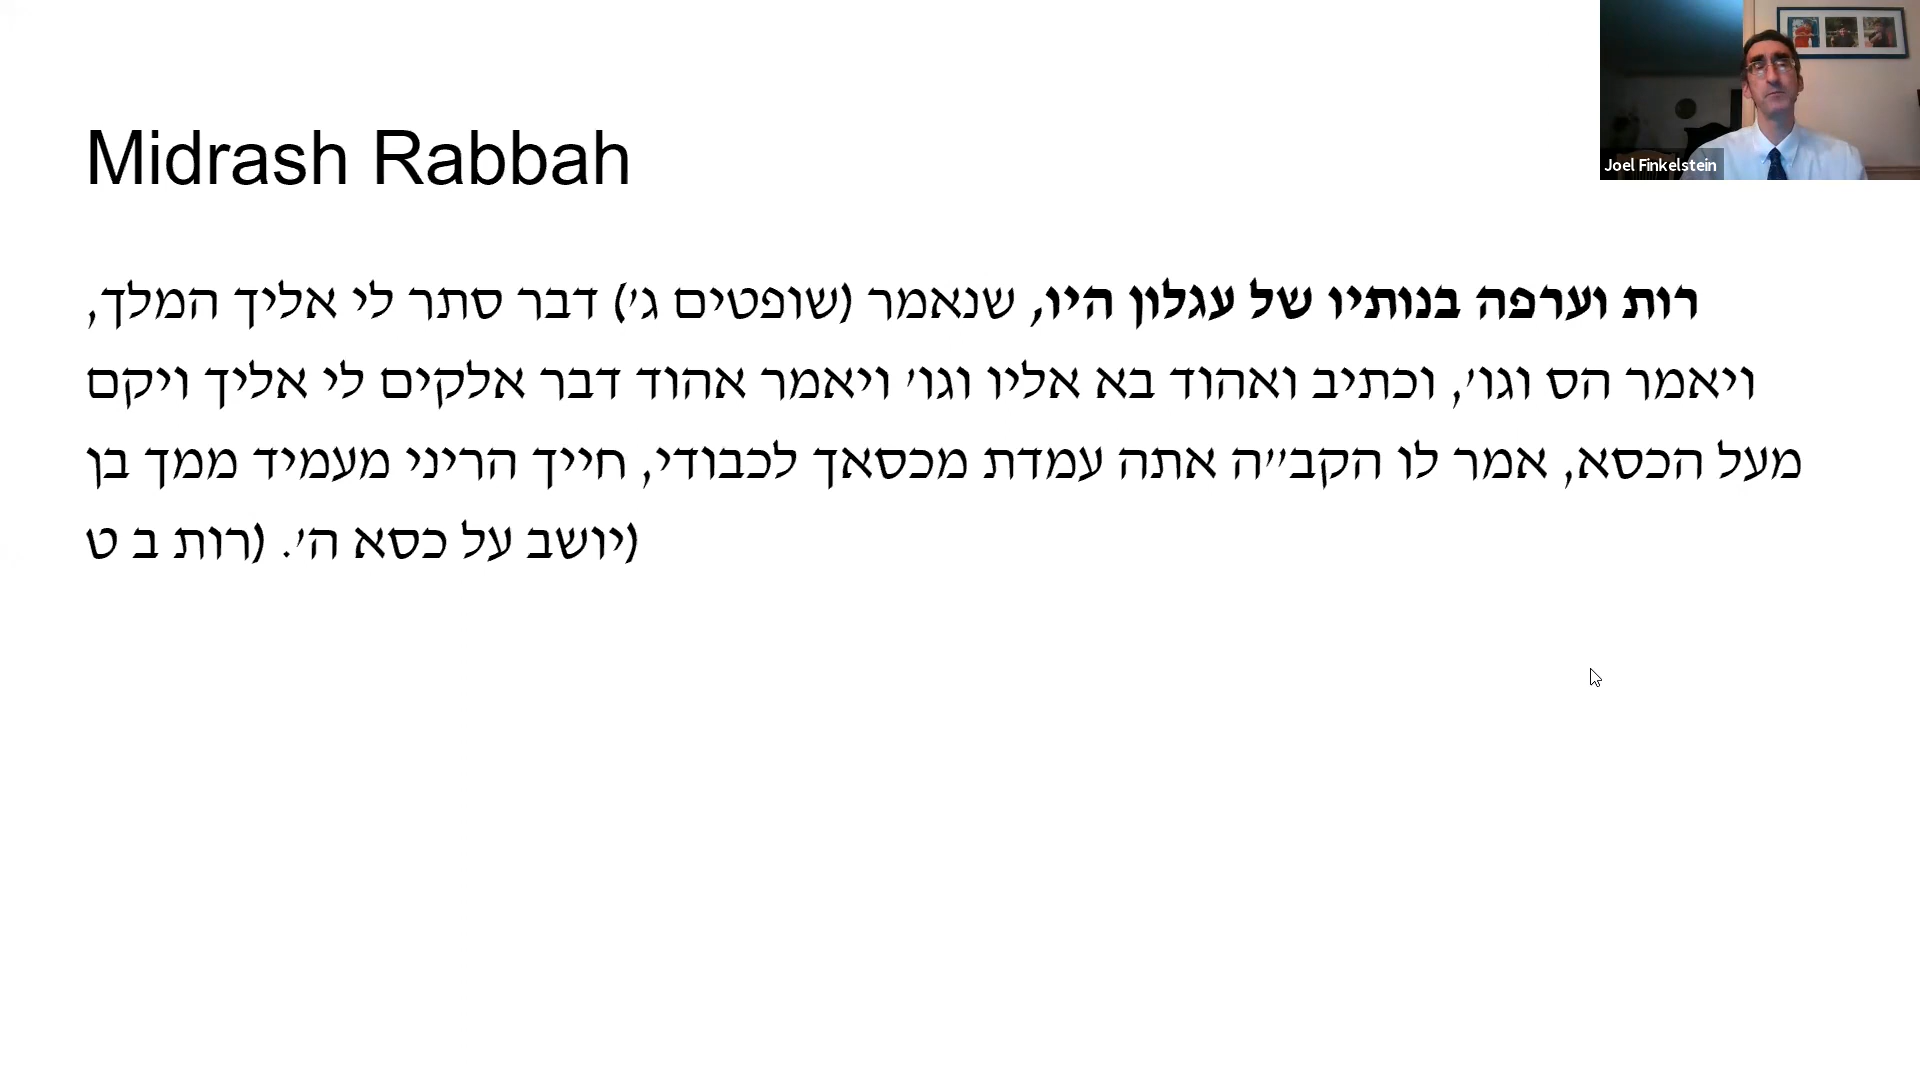 Midrash Rabbah
Joel Finkelstein
רות וערפה בנותיו של עגלון היו, שנאמר (שופטים ג׳) דבר סתר לי אליך המלך,
ויאמר הס וגו׳, וכתיב ואהוד בא אליו וגו׳ ויאמר אהוד דבר אלקים לי אליך ויקם
מעל הכסא, אמר לו הקב״ה אתה עמדת מכסאך לכבודי, חייך הריני מעמיד ממך בן
יושב על כסא ה׳. (רות ב ט)